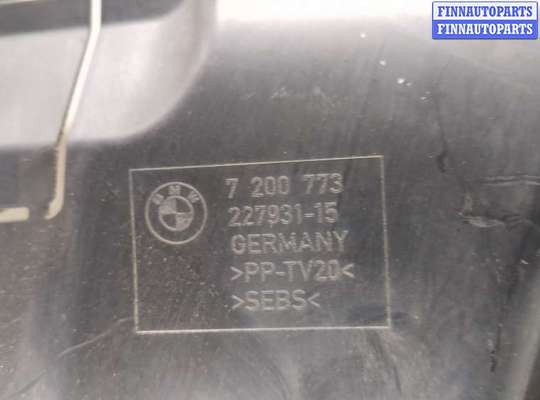 FINNAUTOPARTS
FINNAUTOPARTS
BMW
7 200 773
227931-15
GERMANY
>PP-TV20<
>SEBS<